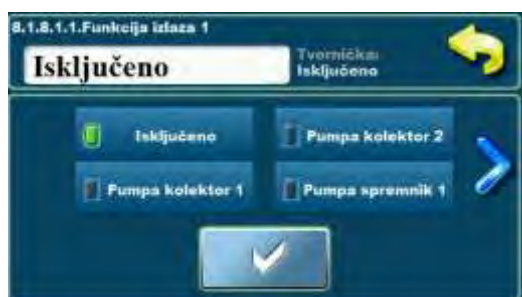 8.1.8.1.1.Funkcija izlaza 1
Isključeno
Tvornička:
Isključeno
Isključeno
Pumpa kolektor 2
Pumpa kolektor 1
Pumpa spremnik 1